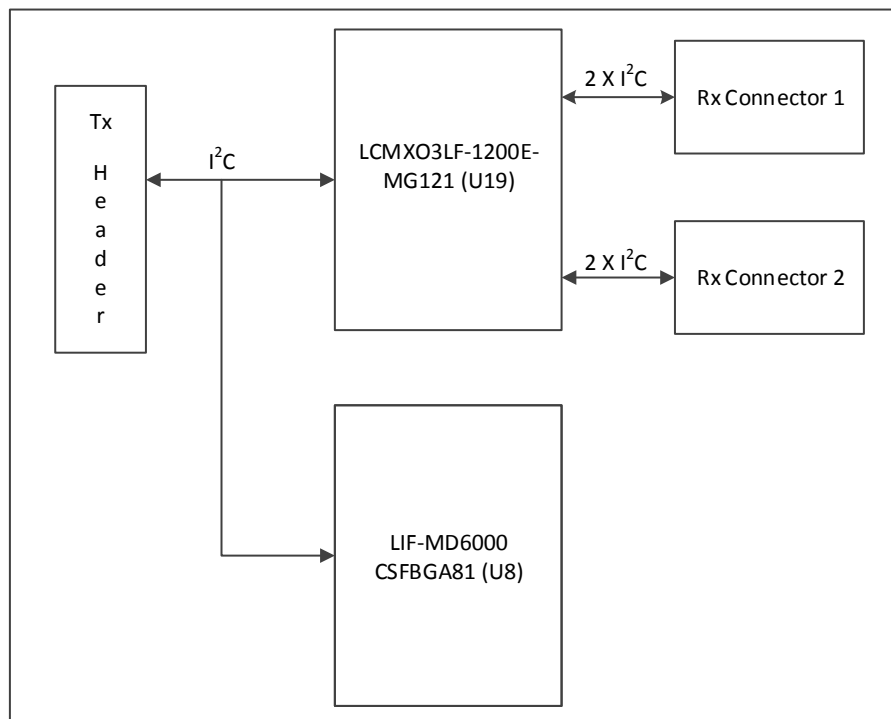 Tx
H
e
a
d
e
r
I²C
LCMXO3LF-1200E-
MG121 (U19)
2 X I²C
Rx Connector 1
2 X I²C
Rx Connector 2
LIF-MD6000
CSFBGA81 (U8)